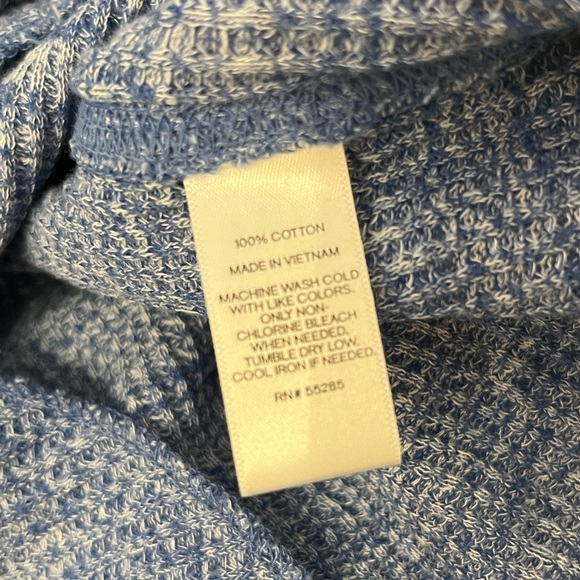 100% COTTON
MADE IN VIETNAM
MACHINE WASH COLD
WITH LIKE COLORS.
ONLY NON-
CHLORINE BLEACH
WHEN NEEDED.
TUMBLE DRY LOW.
COOL IRON IF NEEDED.
RN# 55285